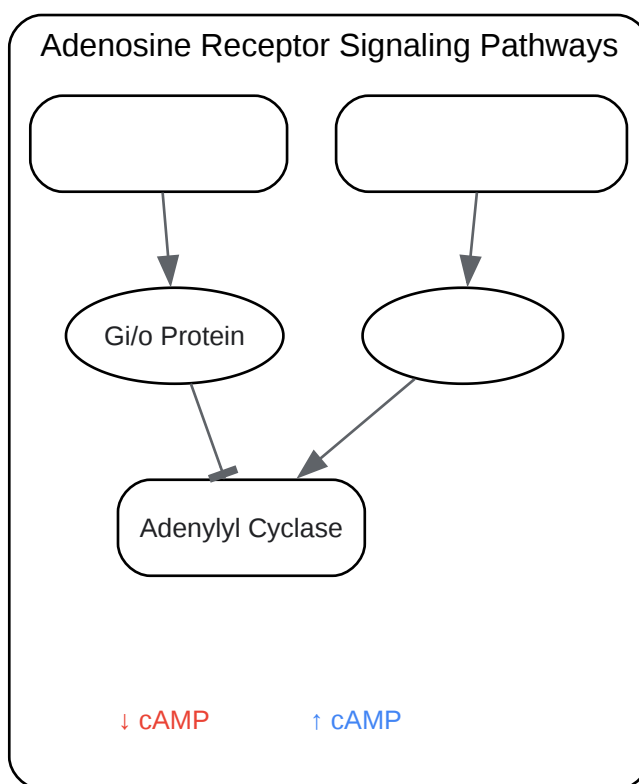 Adenosine Receptor Signaling Pathways
Gi/o Protein
Adenylyl Cyclase
↓ cAMP
↑ cAMP